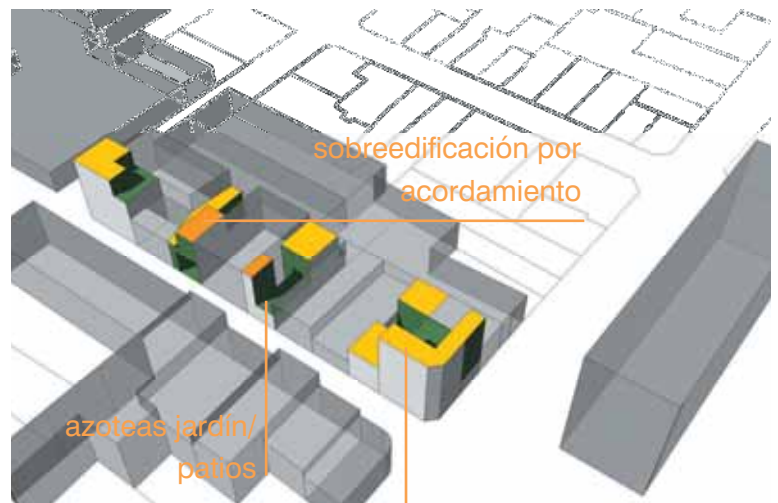 sobreedificación por
acordamiento
azoteas jardín/
patios